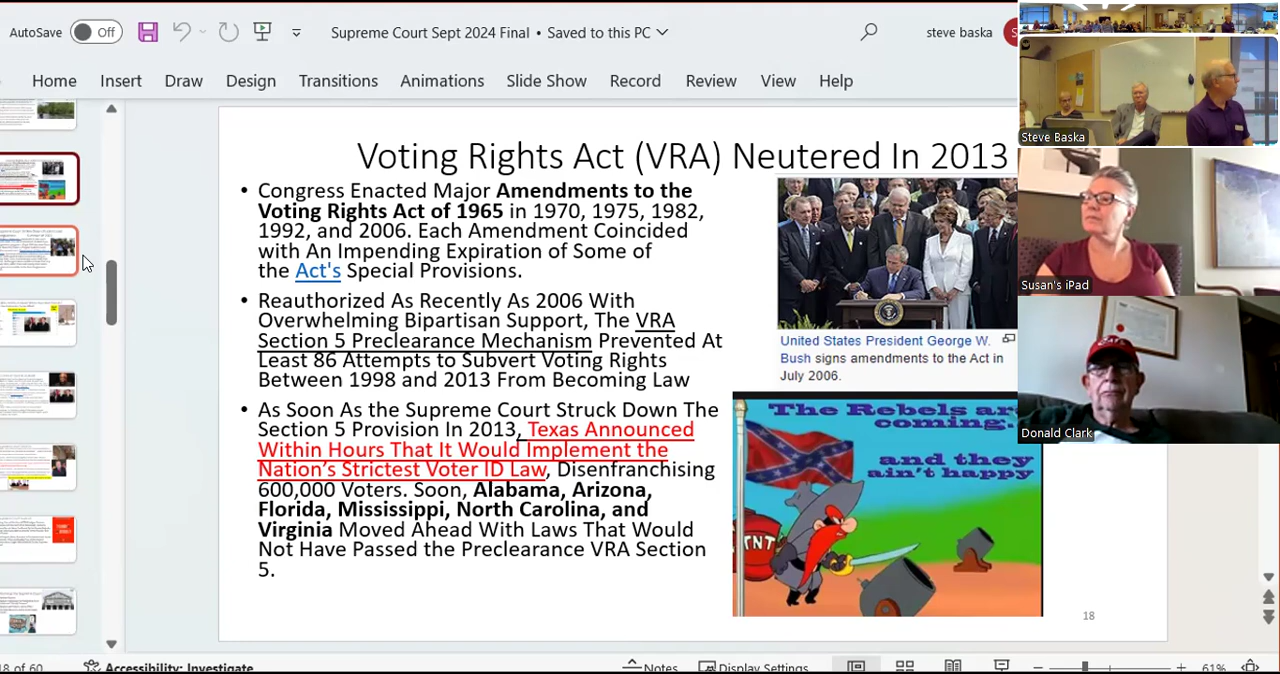 AutoSave
Off
Supreme Court Sept 2024 Final • Saved to this PC
steve baska
Home Insert Draw Design Transitions Animations Slide Show Record Review View Help
Steve Baska
Susan's iPad
Donald Clark
Voting Rights Act (VRA) Neutered In 2013
• Congress Enacted Major Amendments to the
Voting Rights Act of 1965 in 1970, 1975, 1982,
1992, and 2006. Each Amendment Coincided
with An Impending Expiration of Some of
the Act's Special Provisions.
• Reauthorized As Recently As 2006 With
Overwhelming Bipartisan Support, The VRA
Section 5 Preclearance Mechanism Prevented At
Least 86 Attempts to Subvert Voting Rights
Between 1998 and 2013 From Becoming Law
• As Soon As the Supreme Court Struck Down The
Section 5 Provision In 2013, Texas Announced
Within Hours That It Would Implement the
Nation's Strictest Voter ID Law, Disenfranchising
600,000 Voters. Soon, Alabama, Arizona,
Florida, Mississippi, North Carolina, and
Virginia Moved Ahead With Laws That Would
Not Have Passed the Preclearance VRA Section
5.
United States President George W.
Bush signs amendments to the Act in
July 2006.
The Rebels are
coming.
and they
ain't happy
TNT
18
18 of 60
Accessibility: Investigate
Notes
Display Settings
61%